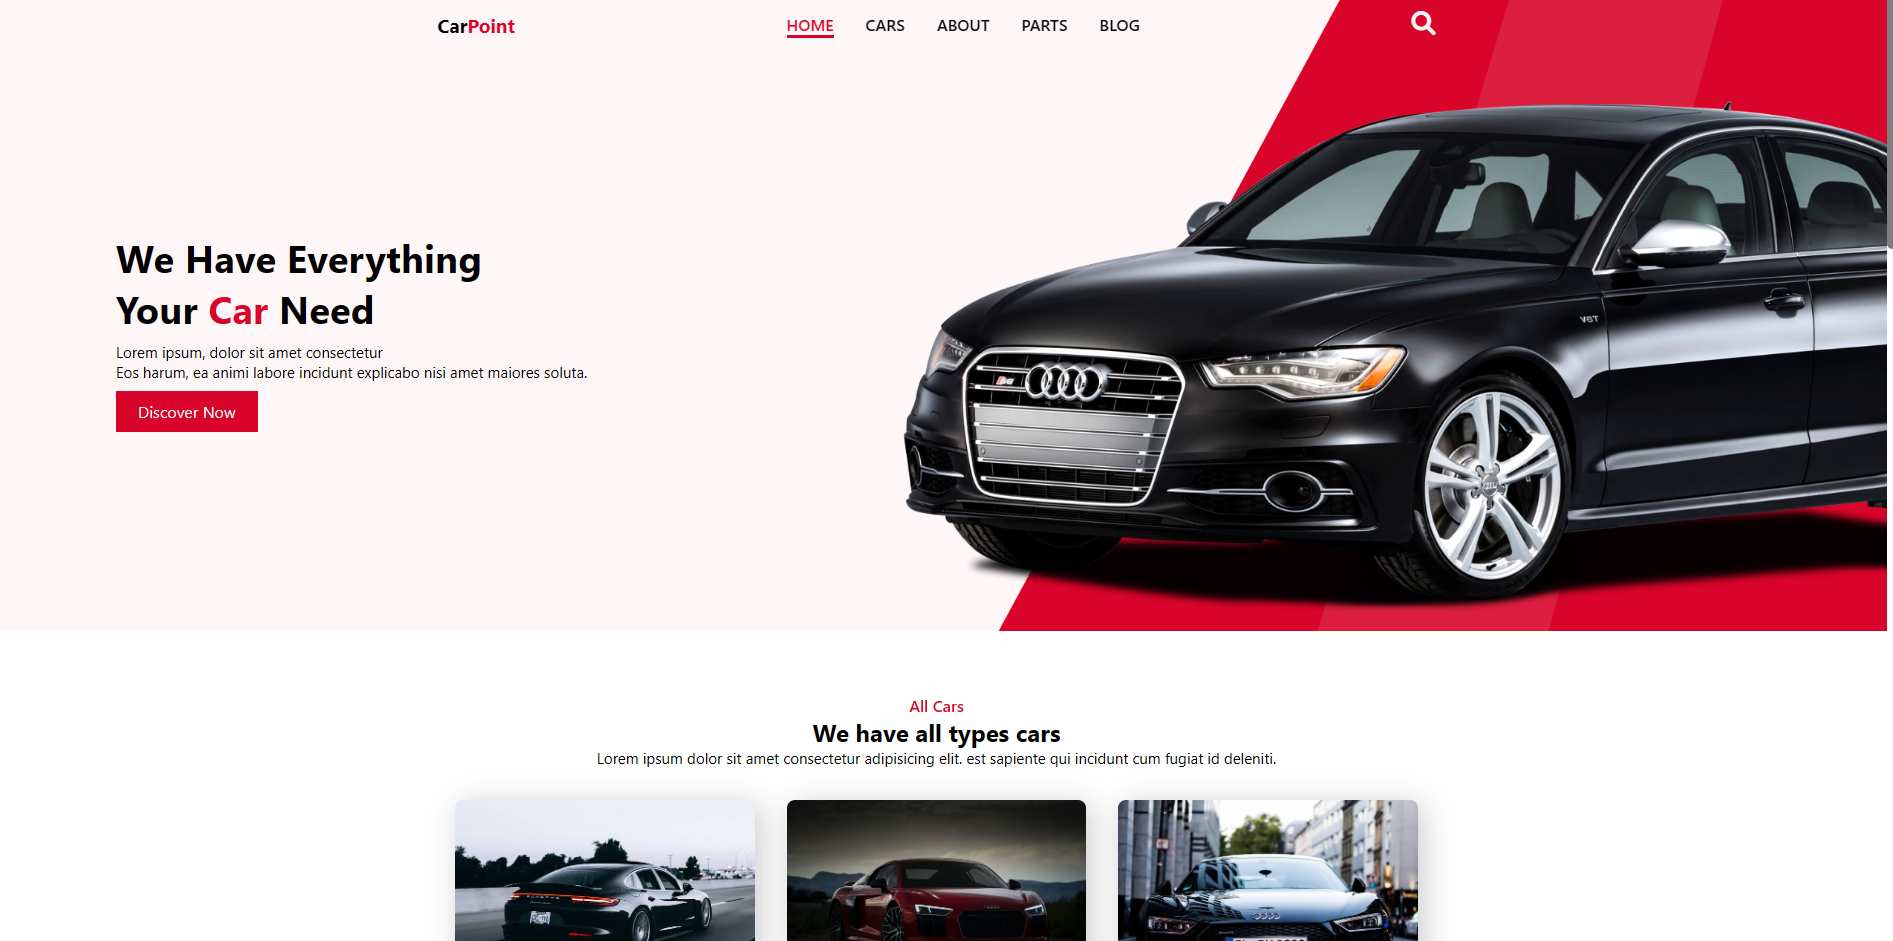 CarPoint
HOME CARS ABOUT PARTS BLOG
We Have Everything
Your Car Need
Lorem ipsum, dolor sit amet consectetur
Eos harum, ea animi labore incidunt explicabo nisi amet maiores soluta.
Discover Now
V8T
S6
All Cars
We have all types cars
Lorem ipsum dolor sit amet consectetur adipisicing elit. est sapiente qui incidunt cum fugiat id deleniti.